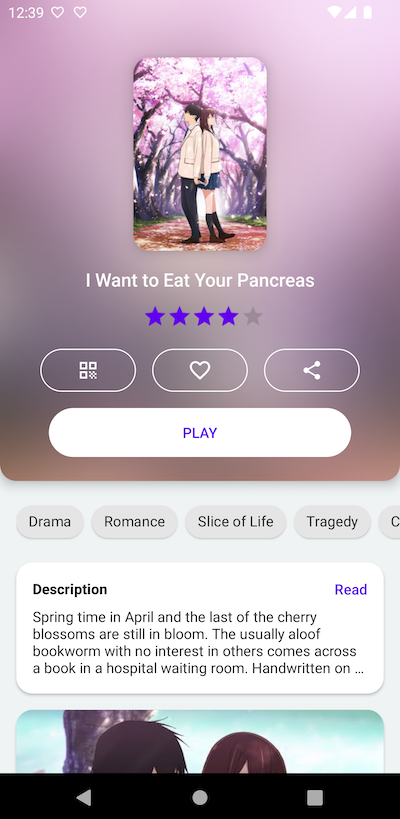 12:39
I Want to Eat Your Pancreas
PLAY
Drama Romance Slice of Life Tragedy C
Description Read
Spring time in April and the last of the cherry
blossoms are still in bloom. The usually aloof
bookworm with no interest in others comes across
a book in a hospital waiting room. Handwritten on ...